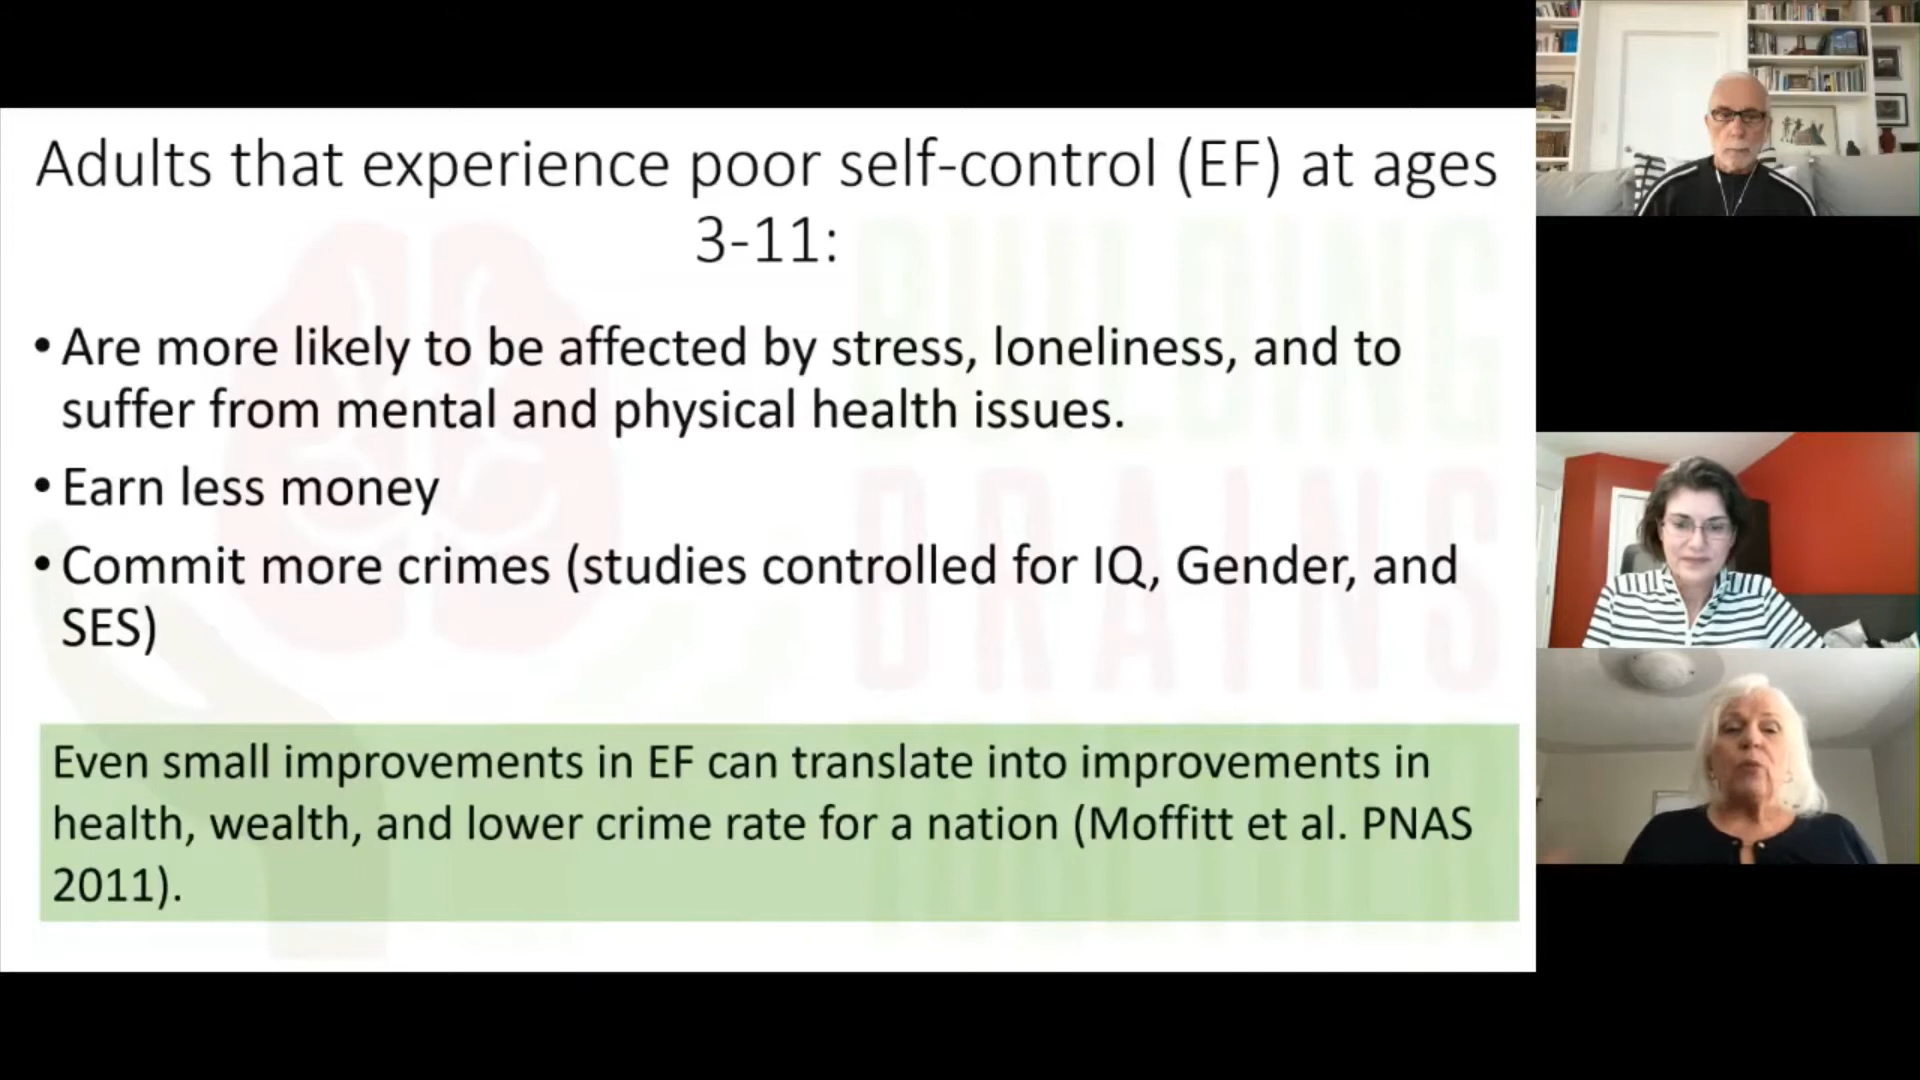 Adults that experience poor self-control (EF) at ages
3-11:
• Are more likely to be affected by stress, loneliness, and to
suffer from mental and physical health issues.
• Earn less money
• Commit more crimes (studies controlled for IQ, Gender, and
SES)
BUILDING
BRAINS
Even small improvements in EF can translate into improvements in
health, wealth, and lower crime rate for a nation (Moffitt et al. PNAS
2011).